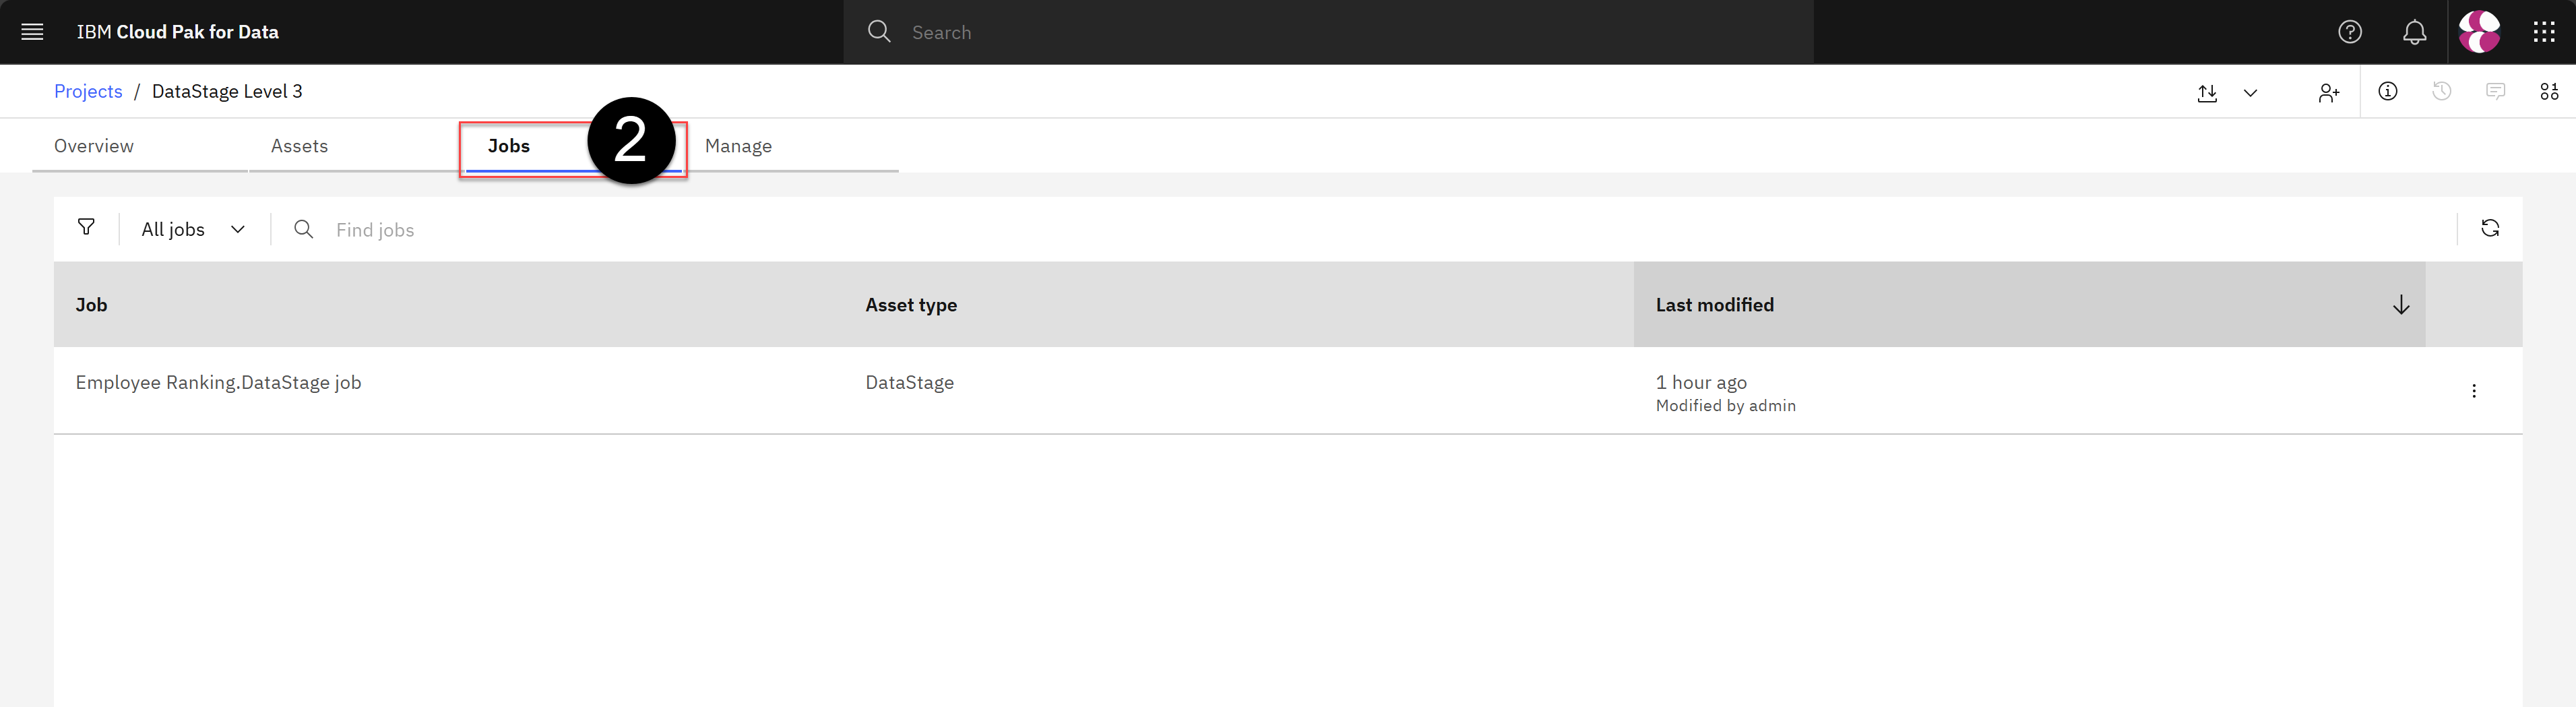 IBM Cloud Pak for Data
Search
Projects / DataStage Level 3
Overview
Assets
Jobs
2
Manage
All jobs
Find jobs
Job
Asset type
Last modified
Employee Ranking.DataStage job
DataStage
1 hour ago
Modified by admin